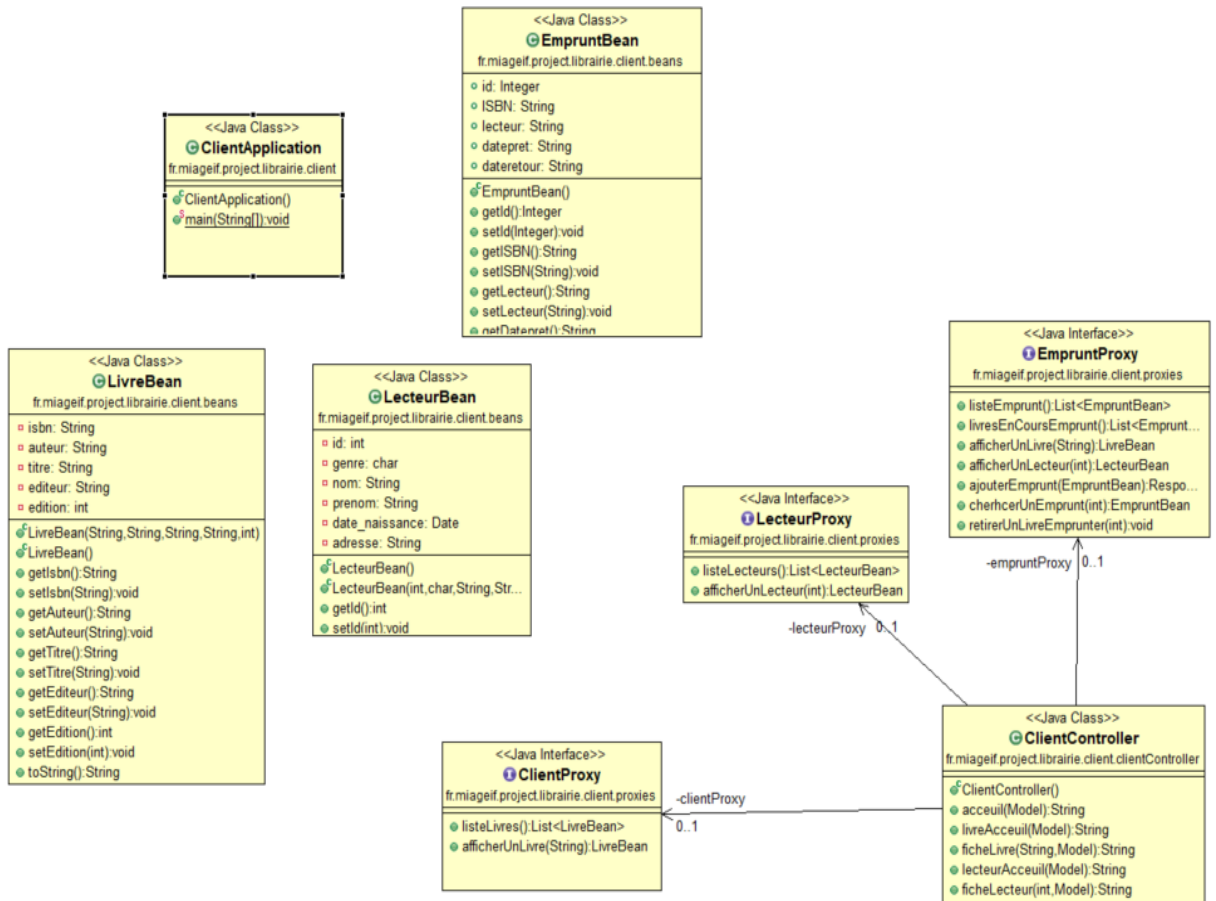 <<Java Class>>
EmpruntBean
fr.miageif.project.librairie.client.beans
id: Integer
ISBN: String
lecteur: String
datepret: String
dateretour: String
EmpruntBean()
getId():Integer
setId(Integer):void
getISBN():String
setISBN(String):void
getLecteur():String
setLecteur(String):void
getDatepret():String
<<Java Class>>
ClientApplication
fr.miageif.project.librairie.client
ClientApplication()
main(String[]):void
<<Java Class>>
LivreBean
fr.miageif.project.librairie.client.beans
isbn: String
auteur: String
titre: String
editeur: String
edition: int
LivreBean(String,String,String,String,int)
LivreBean()
getIsbn():String
setIsbn(String):void
getAuteur():String
setAuteur(String):void
getTitre():String
setTitre(String):void
getEditeur():String
setEditeur(String):void
getEdition():int
setEdition(int):void
toString():String
<<Java Class>>
LecteurBean
fr.miageif.project.librairie.client.beans
id: int
genre: char
nom: String
prenom: String
date_naissance: Date
adresse: String
LecteurBean()
LecteurBean(int,char,String,Str...
getId():int
setId(int):void
<<Java Interface>>
EmpruntProxy
fr.miageif.project.librairie.client.proxies
listeEmprunt():List<EmpruntBean>
livresEnCoursEmprunt():List<Emprunt...
afficherUnLivre(String):LivreBean
afficherUnLecteur(int):LecteurBean
ajouterEmprunt(EmpruntBean):Respo...
cherhcerUnEmprunt(int):EmpruntBean
retirerUnLivreEmprunter(int):void
<<Java Interface>>
LecteurProxy
fr.miageif.project.librairie.client.proxies
listeLecteurs():List<LecteurBean>
afficherUnLecteur(int):LecteurBean
-empruntProxy 0..1
-lecteurProxy 0..1
<<Java Interface>>
ClientProxy
fr.miageif.project.librairie.client.proxies
listeLivres():List<LivreBean>
afficherUnLivre(String):LivreBean
-clientProxy
0..1
<<Java Class>>
ClientController
fr.miageif.project.librairie.client.clientController
ClientController()
acceuil(Model):String
livreAcceuil(Model):String
ficheLivre(String,Model):String
lecteurAcceuil(Model):String
ficheLecteur(int,Model):String